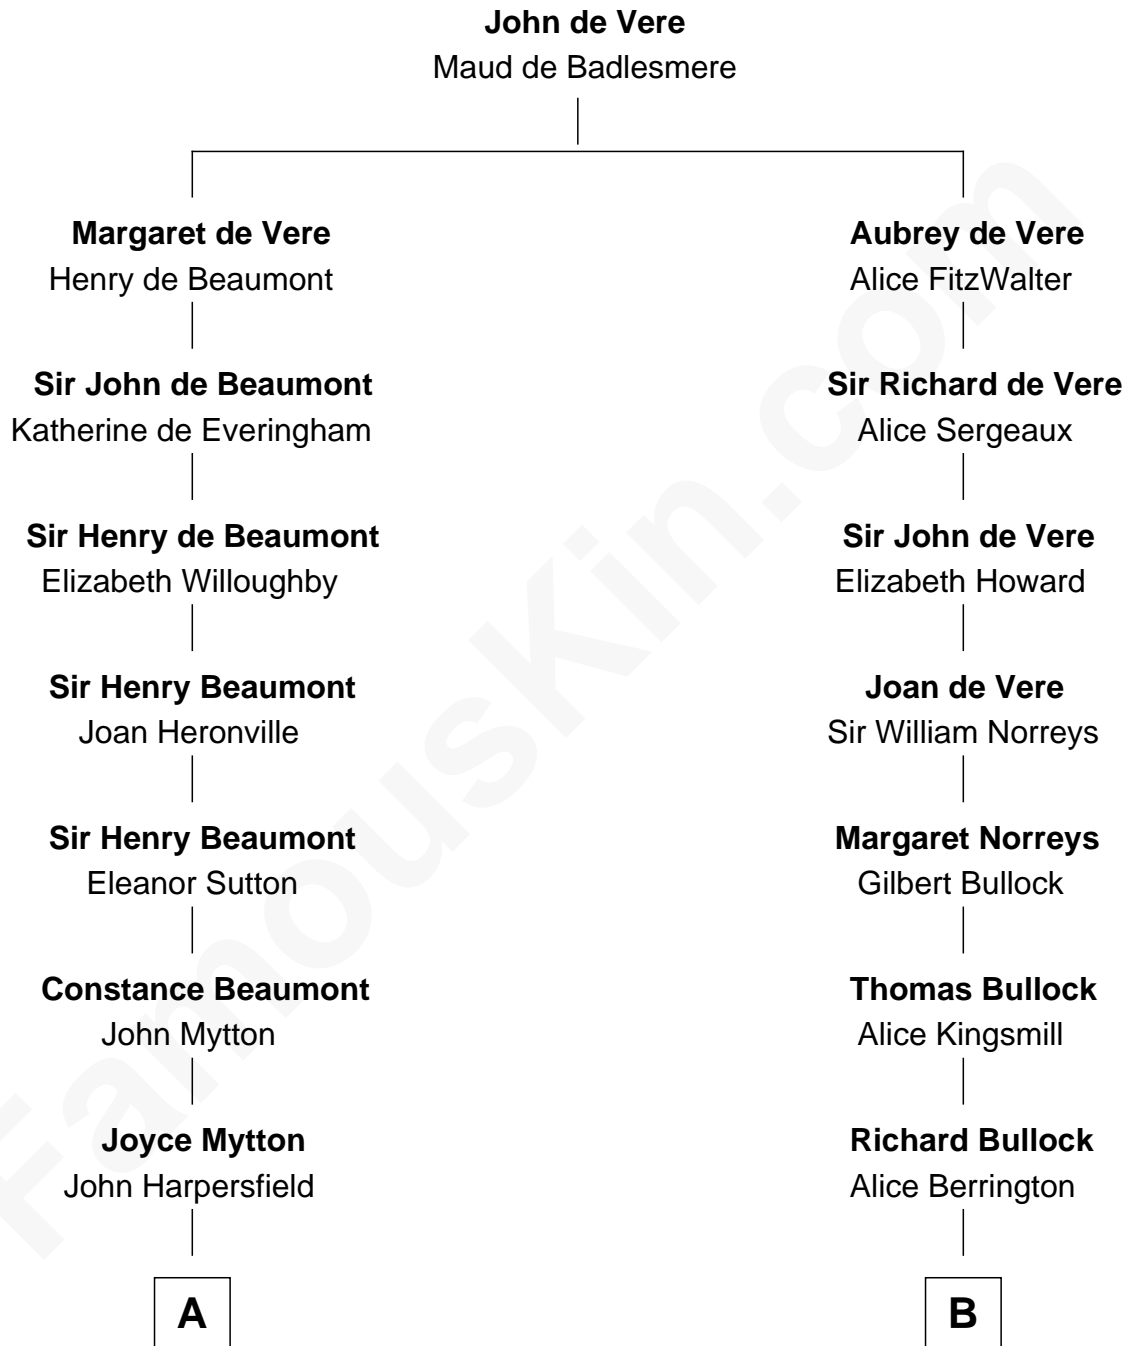 John de Vere
Maud de Badlesmere
Margaret de Vere
Henry de Beaumont
Sir John de Beaumont
Katherine de Everingham
Sir Henry de Beaumont
Elizabeth Willoughby
Sir Henry Beaumont
Joan Heronville
Sir Henry Beaumont
Eleanor Sutton
Constance Beaumont
John Mytton
Joyce Mytton
John Harpersfield
A
Aubrey de Vere
Alice FitzWalter
Sir Richard de Vere
Alice Sergeaux
Sir John de Vere
Elizabeth Howard
Joan de Vere
Sir William Norreys
Margaret Norreys
Gilbert Bullock
Thomas Bullock
Alice Kingsmill
Richard Bullock
Alice Berrington
B
FamousKin.com